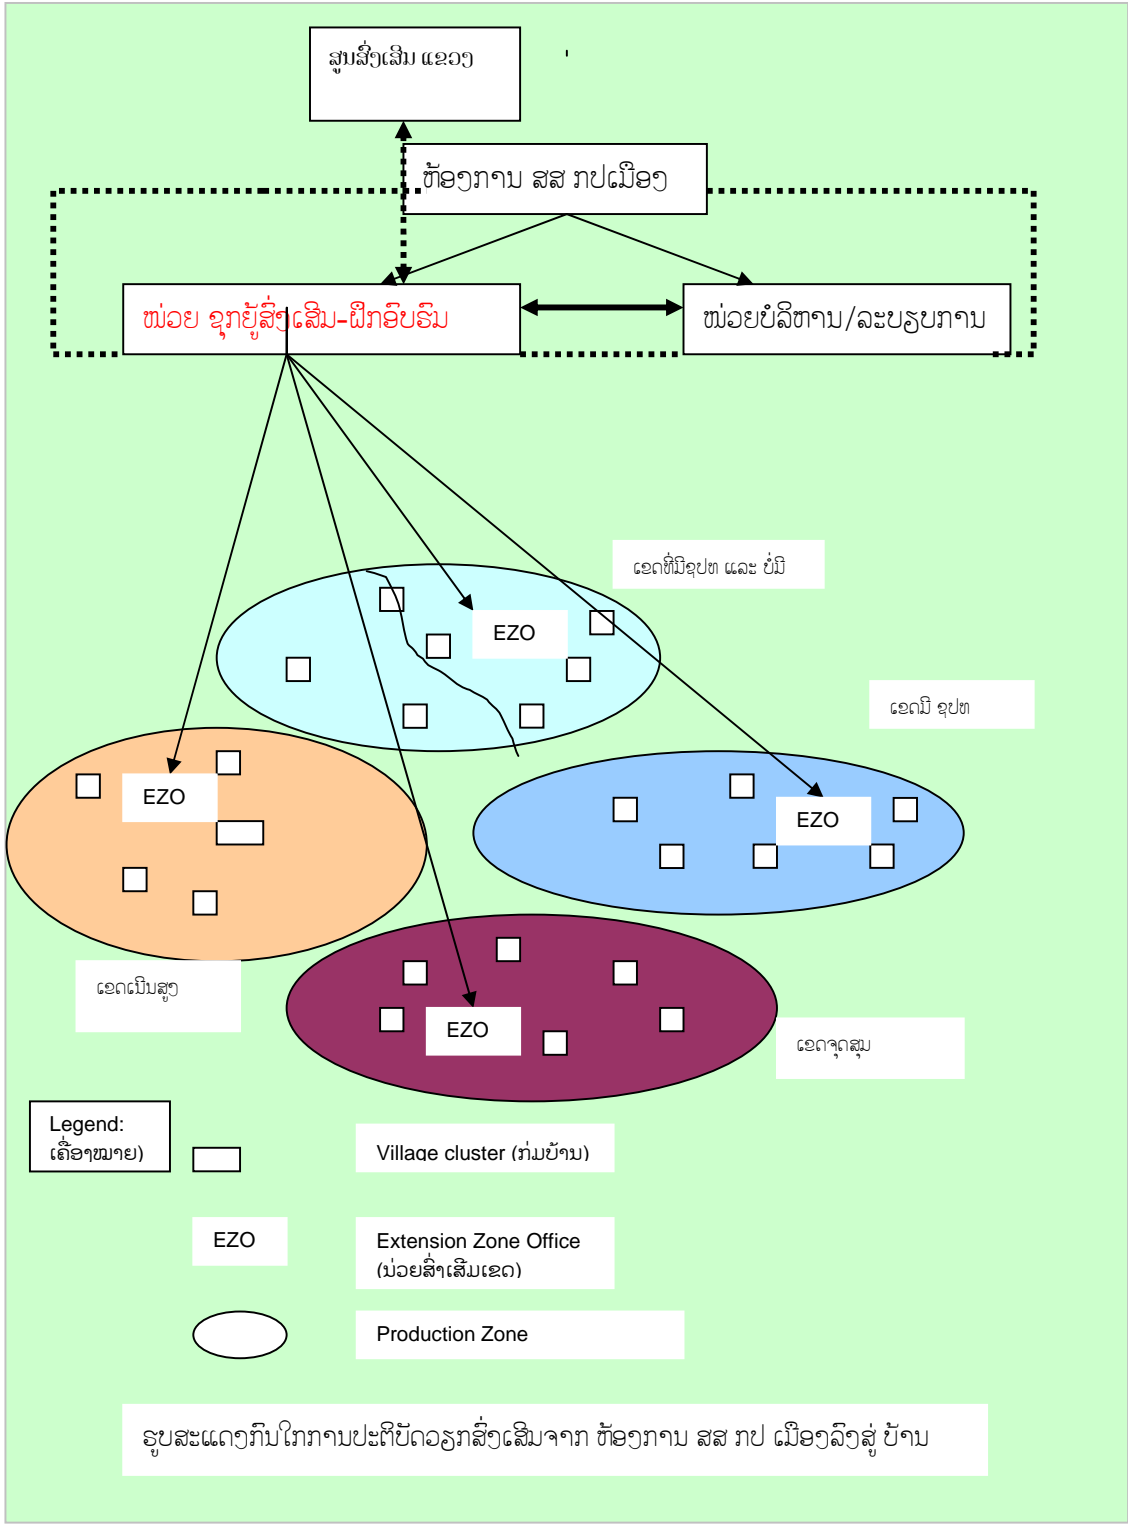 ສູນສົ່ງເສີມ ແຂວງ
ຫ້ອງການ ສສ ກປເມືອງ
ໜ່ວຍ ຊຸກຍູ້ສົ່ງເສີມ-ຝຶກອົບຮົມ
ໜ່ວຍບໍລິຫານ/ລະບຽບການ
ເຂດທີ່ມີຊປທ ແລະ ບໍ່ມີ
EZO
ເຂດມີ ຊປທ
EZO
EZO
ເຂດເນີນສູງ
EZO
ເຂດຈຸດສຸມ
Legend:
ເຄື່ອງໝາຍ)
Village cluster (ກຸ່ມບ້ານ)
EZO
Extension Zone Office
(ໜ່ວຍສົ່ງເສີມເຂດ)
Production Zone
ຮູບສະແດງກົນໃກການປະຕິບັດວຽກສົ່ງເສີມຈາກ ຫ້ອງການ ສສ ກປ ເມືອງລົງສູ່ ບ້ານ